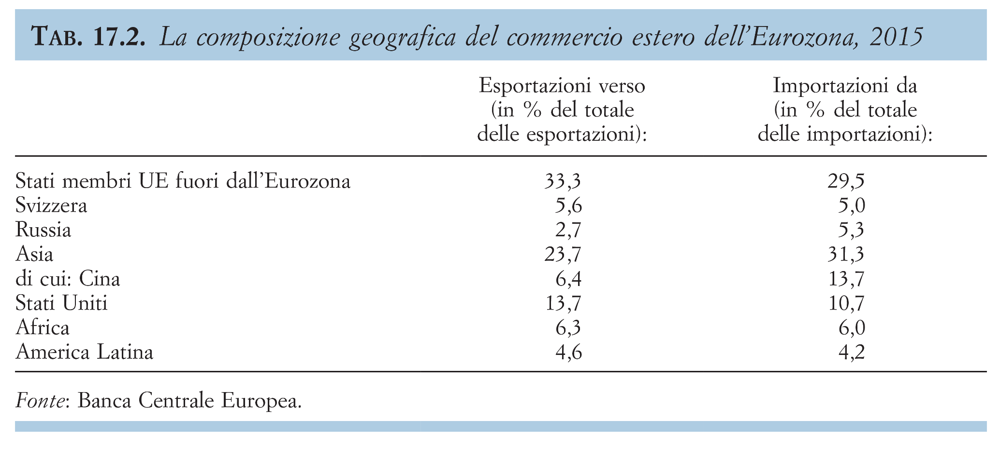 TAB. 17.2. La composizione geografica del commercio estero dell’Eurozona, 2015
Esportazioni verso Importazioni da
(in % del totale (in % del totale
delle esportazioni): delle importazioni):
Stati membri UE fuori dall’Eurozona 33,3 29,5
Svizzera 5,6 5,0
Russia 2,7 5,3
Asia 23,7 31,3
di cui: Cina 6,4 13,7
Stati Uniti 13,7 10,7
Africa 6,3 6,0
America Latina 4,6 4,2
Fonte: Banca Centrale Europea.